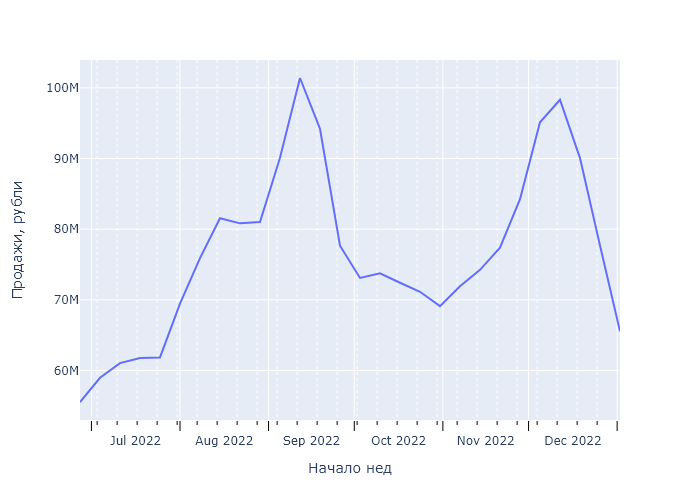 100M
90M
80M
70M
60M
Продажи, рубли
Jul 2022
Aug 2022
Sep 2022
Oct 2022
Nov 2022
Dec 2022
Начало нед